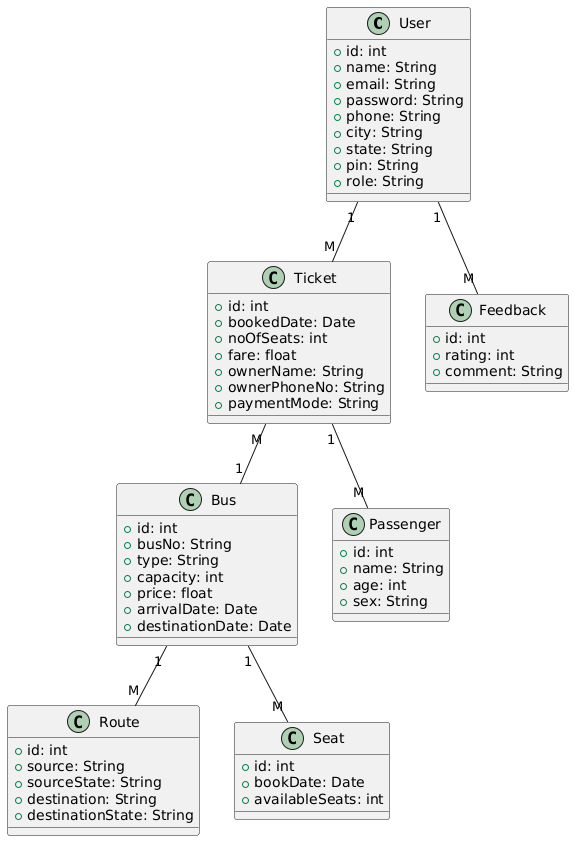 C User
id: int
name: String
email: String
password: String
phone: String
city: String
state: String
pin: String
role: String
1
1
M
M
C Ticket
id: int
bookedDate: Date
noOfSeats: int
fare: float
ownerName: String
ownerPhoneNo: String
paymentMode: String
C Feedback
id: int
rating: int
comment: String
M
1
1
M
C Bus
id: int
busNo: String
type: String
capacity: int
price: float
arrivalDate: Date
destinationDate: Date
C Passenger
id: int
name: String
age: int
sex: String
1
1
M
M
C Route
id: int
source: String
sourceState: String
destination: String
destinationState: String
C Seat
id: int
bookDate: Date
availableSeats: int